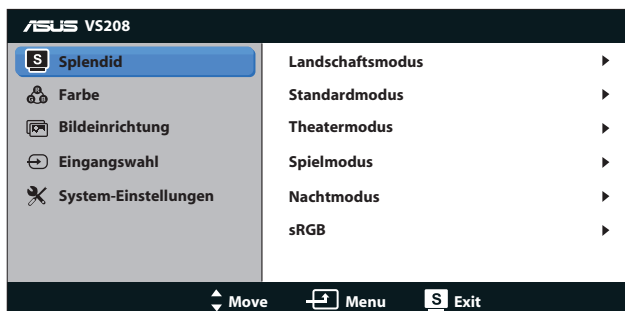 ASUS VS208
S Splendid
Farbe
Bildeinrichtung
Eingangswahl
System-Einstellungen
Landschaftsmodus
Standardmodus
Theatermodus
Spielmodus
Nachtmodus
sRGB
Move Menu S Exit